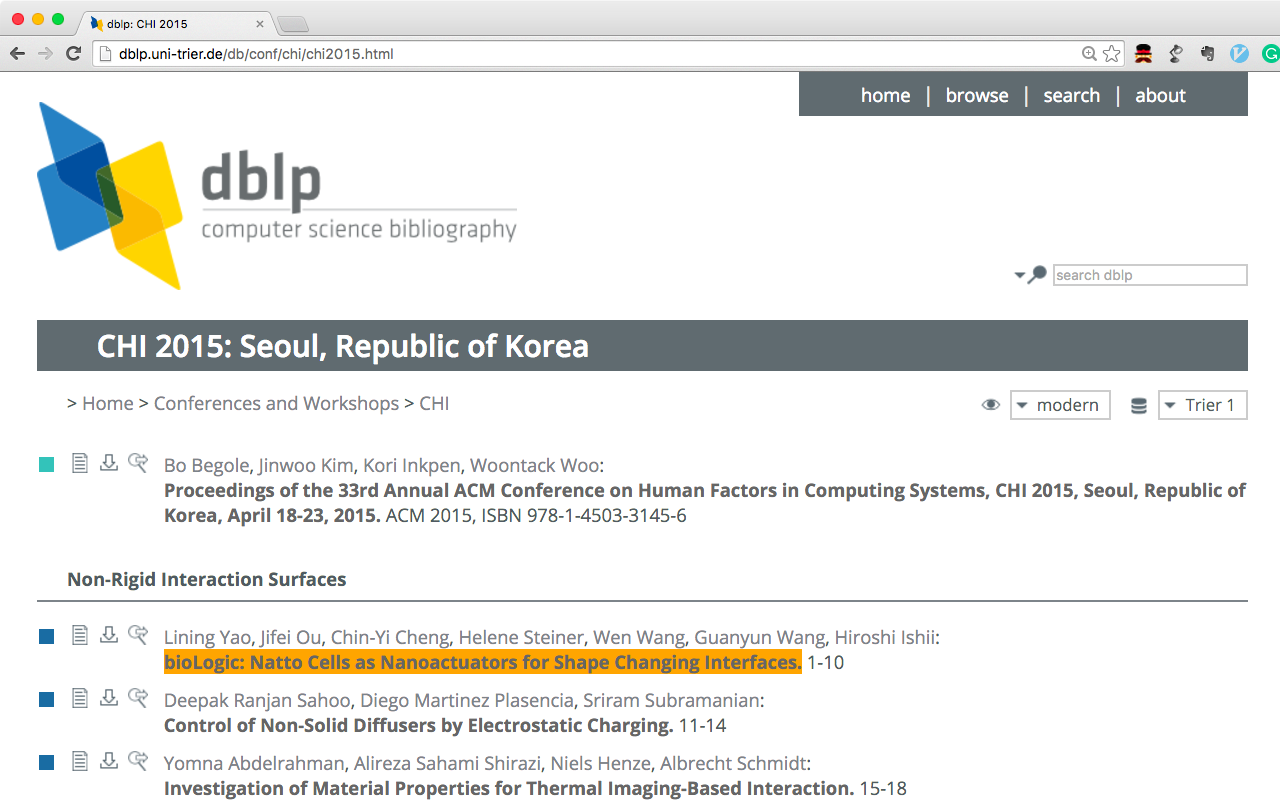 dblp: CHI 2015
dblp.uni-trier.de/db/conf/chi/chi2015.html
home | browse | search | about
dblp
computer science bibliography
search dblp
CHI 2015: Seoul, Republic of Korea
> Home > Conferences and Workshops > CHI
modern
Trier 1
Bo Begole, Jinwoo Kim, Kori Inkpen, Woontack Woo:
Proceedings of the 33rd Annual ACM Conference on Human Factors in Computing Systems, CHI 2015, Seoul, Republic of
Korea, April 18-23, 2015. ACM 2015, ISBN 978-1-4503-3145-6
Non-Rigid Interaction Surfaces
Lining Yao, Jifei Ou, Chin-Yi Cheng, Helene Steiner, Wen Wang, Guanyun Wang, Hiroshi Ishii:
bioLogic: Natto Cells as Nanoactuators for Shape Changing Interfaces. 1-10
Deepak Ranjan Sahoo, Diego Martinez Plasencia, Sriram Subramanian:
Control of Non-Solid Diffusers by Electrostatic Charging. 11-14
Yomna Abdelrahman, Alireza Sahami Shirazi, Niels Henze, Albrecht Schmidt:
Investigation of Material Properties for Thermal Imaging-Based Interaction. 15-18